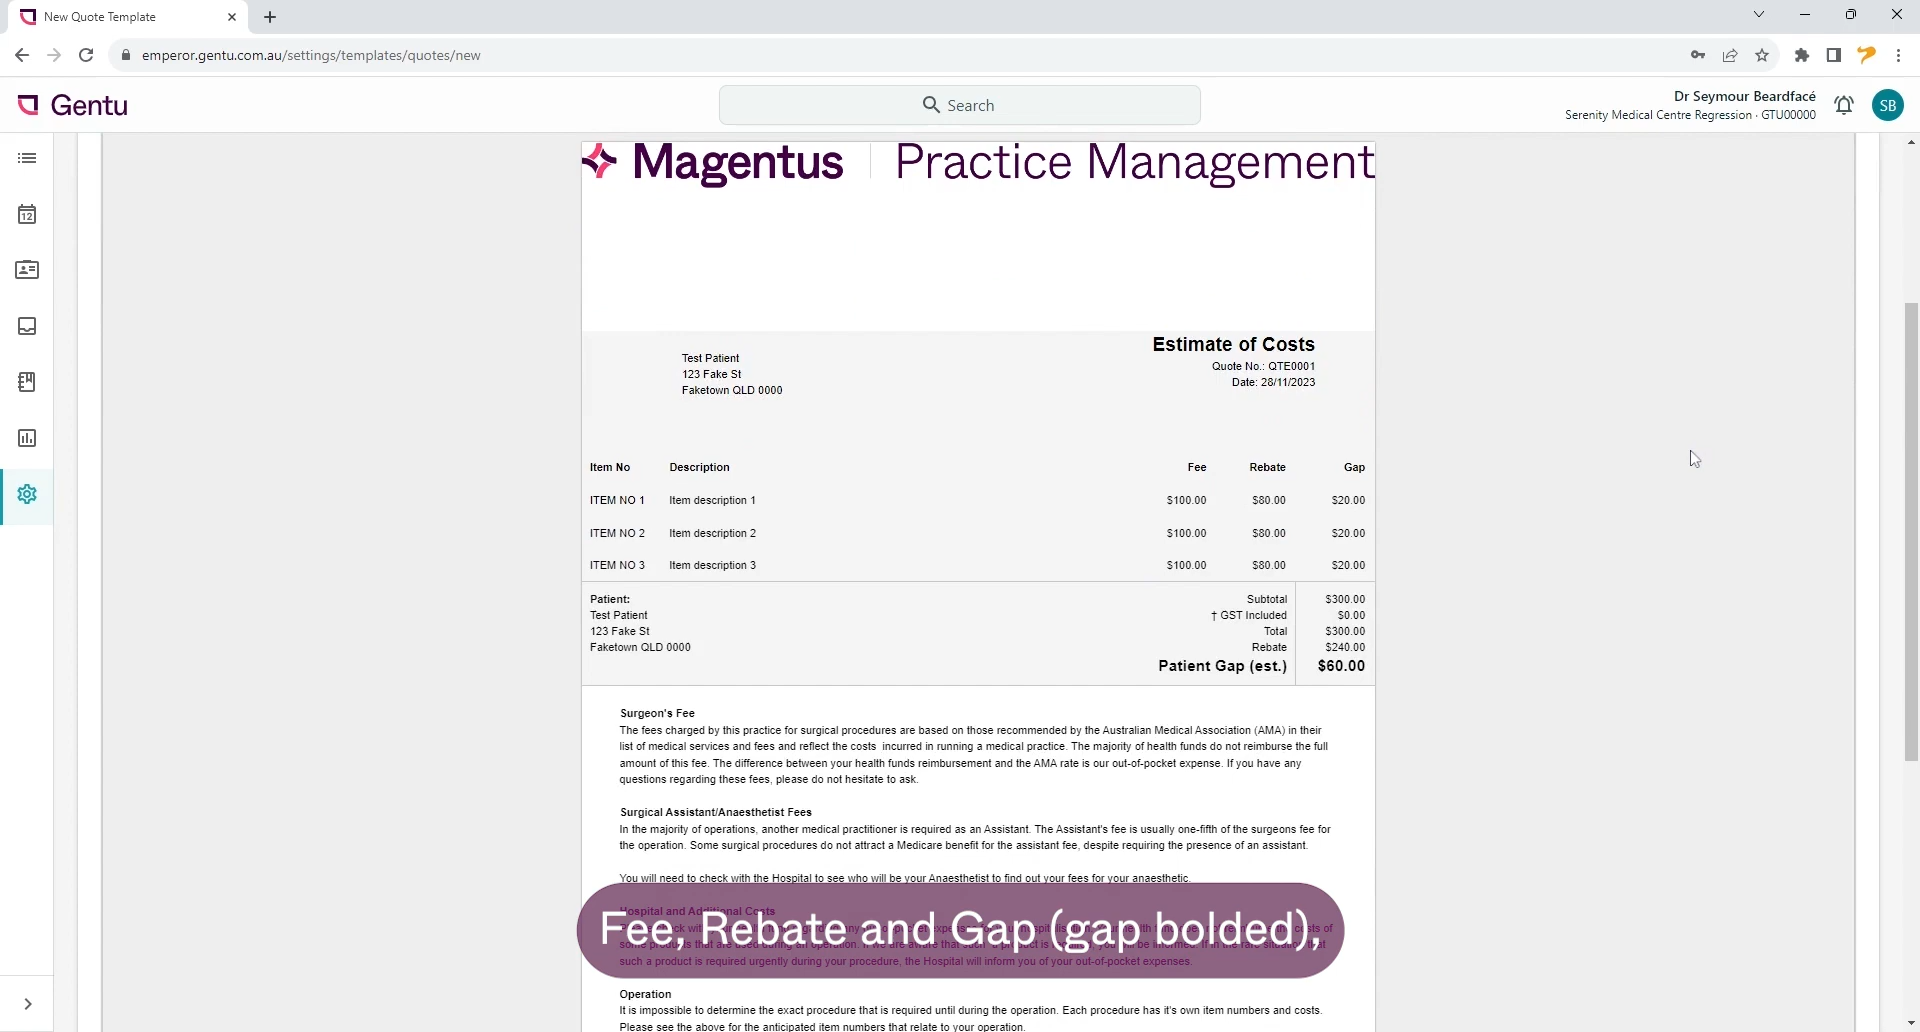 New Quote Template
emperor.gentu.com.au/settings/templates/quotes/new
Gentu
Search
Dr Seymour Beardfacé
Serenity Medical Centre Regression · GTU00000
SB
12
Magentus | Practice Management
Estimate of Costs
Quote No.: QTE0001
Date: 28/11/2023
Test Patient
123 Fake St
Faketown QLD 0000
Item No Description Fee Rebate Gap
ITEM NO 1 Item description 1 $100.00 $80.00 $20.00
ITEM NO 2 Item description 2 $100.00 $80.00 $20.00
ITEM NO 3 Item description 3 $100.00 $80.00 $20.00
Patient:
Test Patient
123 Fake St
Faketown QLD 0000
Subtotal $300.00
† GST Included $0.00
Total $300.00
Rebate $240.00
Patient Gap (est.) $60.00
Surgeon's Fee
The fees charged by this practice for surgical procedures are based on those recommended by the Australian Medical Association (AMA) in their
list of medical services and fees and reflect the costs incurred in running a medical practice. The majority of health funds do not reimburse the full
amount of this fee. The difference between your health funds reimbursement and the AMA rate is our out-of-pocket expense. If you have any
questions regarding these fees, please do not hesitate to ask.
Surgical Assistant/Anaesthetist Fees
In the majority of operations, another medical practitioner is required as an Assistant. The Assistant's fee is usually one-fifth of the surgeons fee for
the operation. Some surgical procedures do not attract a Medicare benefit for the assistant fee, despite requiring the presence of an assistant.
You will need to check with the Hospital to see who will be your Anaesthetist to find out your fees for your anaesthetic.
Hospital and Additional Costs
Fee, Rebate and Gap (gap bolded),
such a product is required urgently during your procedure, the Hospital will inform you of your out-of-pocket expenses.
Operation
It is impossible to determine the exact procedure that is required until during the operation. Each procedure has it's own item numbers and costs.
Please see the above for the anticipated item numbers that relate to your operation.